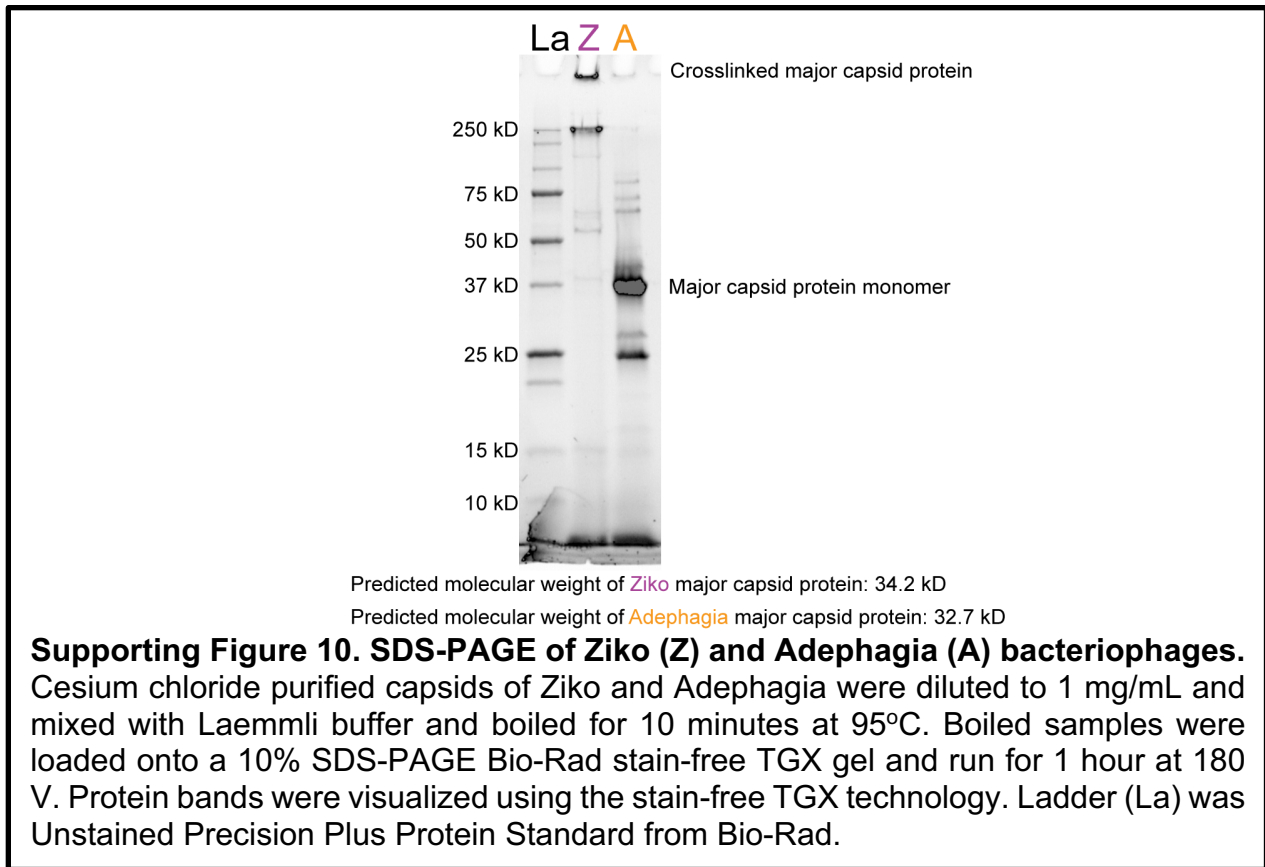 La Z A
Crosslinked major capsid protein
250 kD
75 kD
50 kD
37 kD
Major capsid protein monomer
25 kD
15 kD
10 kD
Predicted molecular weight of Ziko major capsid protein: 34.2 kD
Predicted molecular weight of Adephagia major capsid protein: 32.7 kD
Supporting Figure 10. SDS-PAGE of Ziko (Z) and Adephagia (A) bacteriophages.
Cesium chloride purified capsids of Ziko and Adephagia were diluted to 1 mg/mL and
mixed with Laemmli buffer and boiled for 10 minutes at 95°C. Boiled samples were
loaded onto a 10% SDS-PAGE Bio-Rad stain-free TGX gel and run for 1 hour at 180
V. Protein bands were visualized using the stain-free TGX technology. Ladder (La) was
Unstained Precision Plus Protein Standard from Bio-Rad.